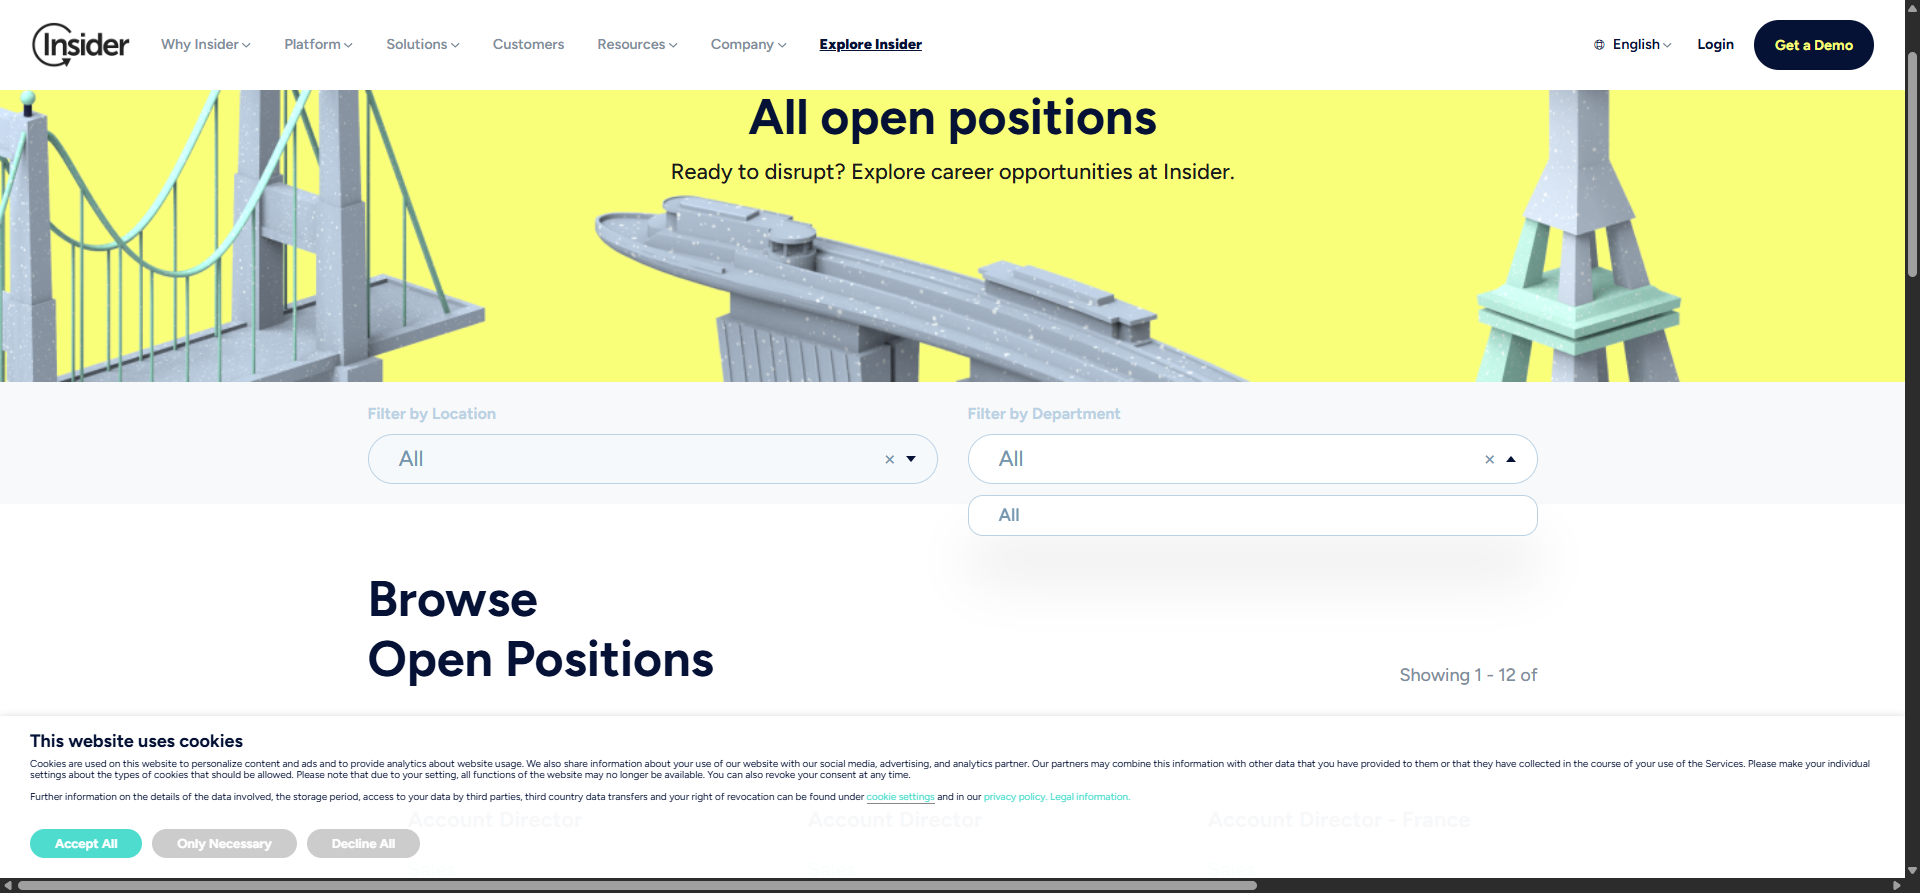 Insider
Why Insider
Platform
Solutions
Customers
Resources
Company
Explore Insider
English
Login
Get a Demo
All open positions
Ready to disrupt? Explore career opportunities at Insider.
Filter by Location
Filter by Department
All
×
All
×
All
Browse
Open Positions
Showing 1 - 12 of
This website uses cookies
Cookies are used on this website to personalize content and ads and to provide analytics about website usage. We also share information about your use of our website with our social media, advertising, and analytics partner. Our partners may combine this information with other data that you have provided to them or that they have collected in the course of your use of the Services. Please make your individual
settings about the types of cookies that should be allowed. Please note that due to your setting, all functions of the website may no longer be available. You can also revoke your consent at any time.
Further information on the details of the data involved, the storage period, access to your data by third parties, third country data transfers and your right of revocation can be found under cookie settings and in our privacy policy. Legal information.
Account Director
Account Director
Account Director - France
Accept All
Only Necessary
Decline All